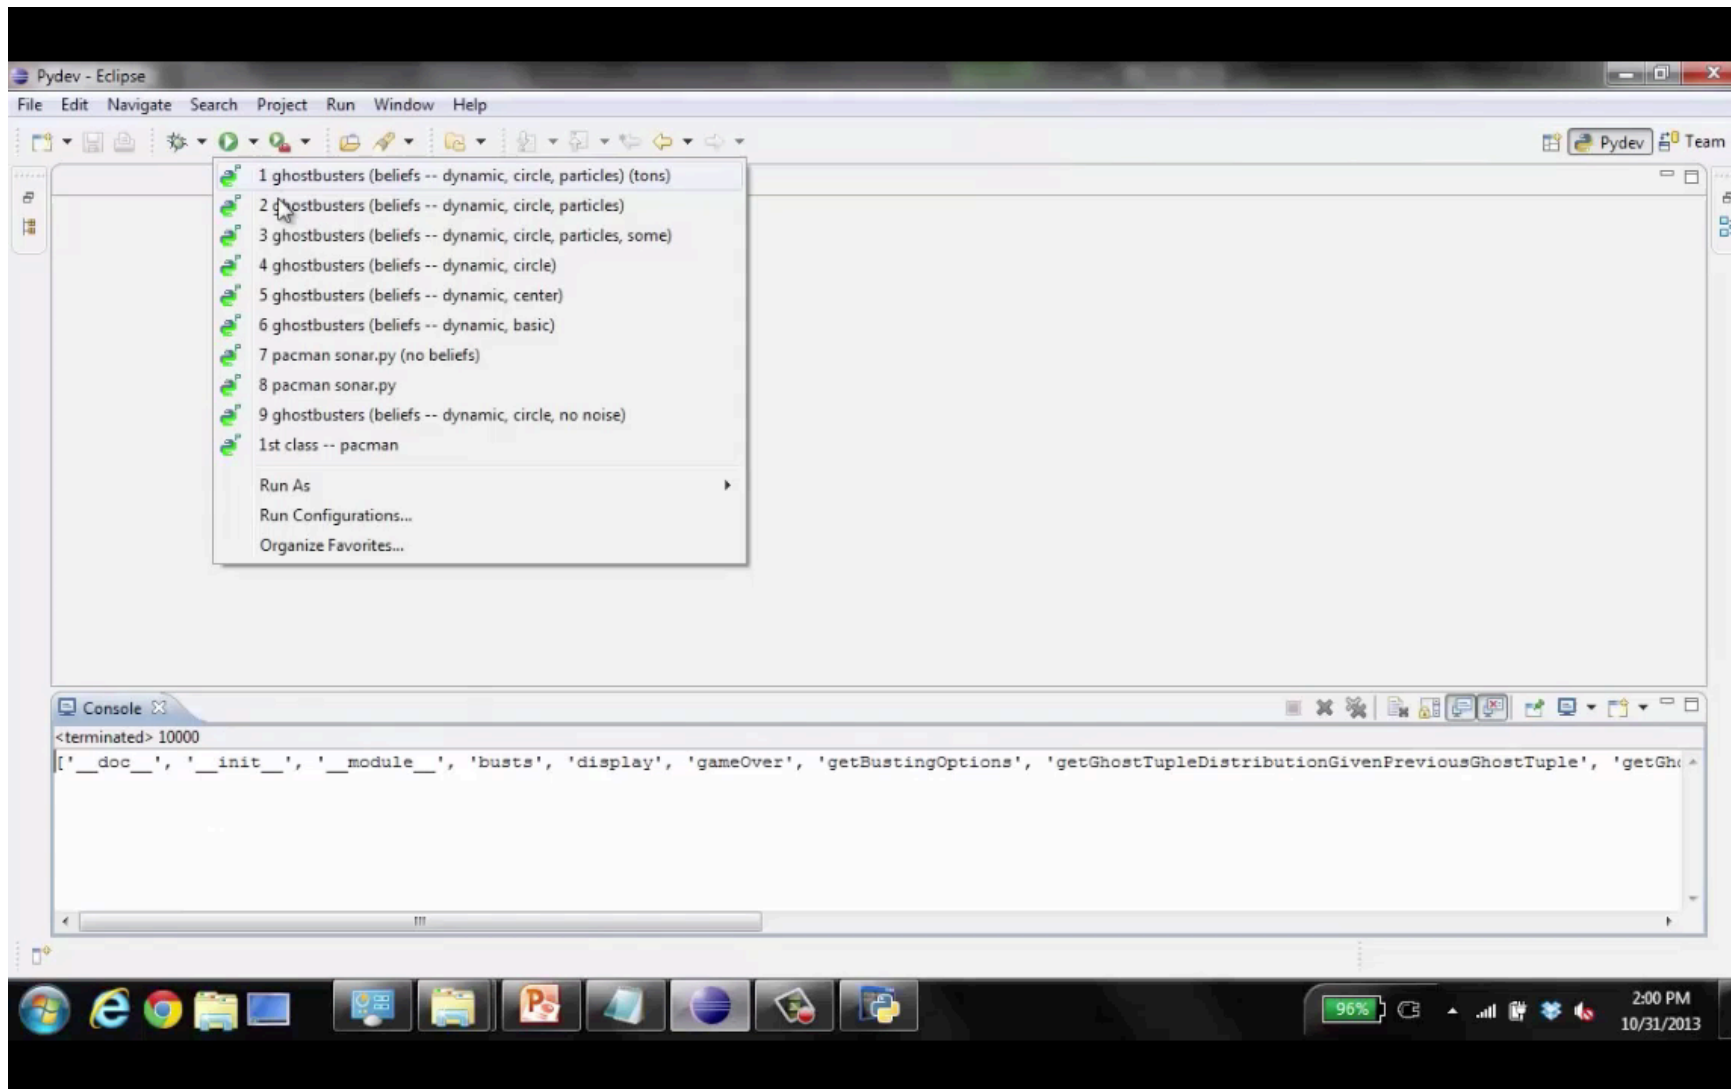 Pydev - Eclipse
File Edit Navigate Search Project Run Window Help
Pydev Team
1 ghostbusters (beliefs -- dynamic, circle, particles) (tons)
2 ghostbusters (beliefs -- dynamic, circle, particles)
3 ghostbusters (beliefs -- dynamic, circle, particles, some)
4 ghostbusters (beliefs -- dynamic, circle)
5 ghostbusters (beliefs -- dynamic, center)
6 ghostbusters (beliefs -- dynamic, basic)
7 pacman sonar.py (no beliefs)
8 pacman sonar.py
9 ghostbusters (beliefs -- dynamic, circle, no noise)
1st class -- pacman
Run As
Run Configurations...
Organize Favorites...
Console
<terminated> 10000
['__doc__', '__init__', '__module__', 'busts', 'display', 'gameOver', 'getBustingOptions', 'getGhostTupleDistributionGivenPreviousGhostTuple', 'getGho
96%
2:00 PM
10/31/2013